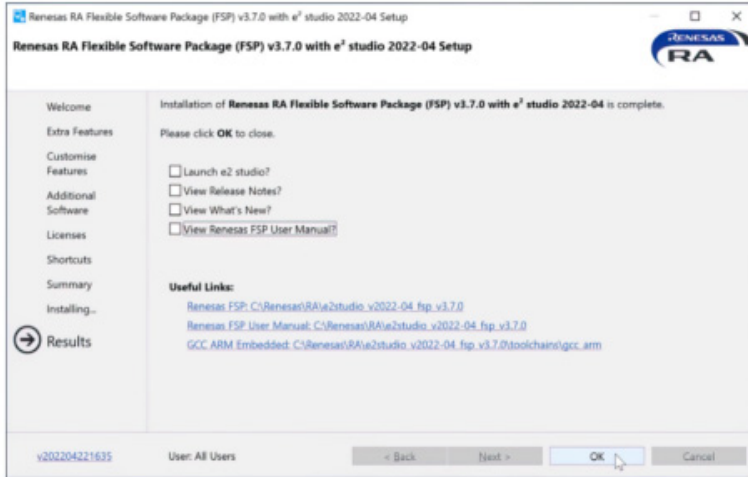 Renesas RA Flexible Software Package (FSP) v3.7.0 with e² studio 2022-04 Setup
Renesas RA Flexible Software Package (FSP) v3.7.0 with e² studio 2022-04 Setup
RENESAS
RA
Welcome
Extra Features
Customise
Features
Additional
Software
Licenses
Shortcuts
Summary
Installing...
Results
Installation of Renesas RA Flexible Software Package (FSP) v3.7.0 with e² studio 2022-04 is complete.
Please click OK to close.
Launch e2 studio?
View Release Notes?
View What's New?
View Renesas FSP User Manual?
Useful Links:
Renesas FSP: C:\Renesas\RA\e2studio_v2022-04_fsp_v3.7.0
Renesas FSP User Manual: C:\Renesas\RA\e2studio_v2022-04_fsp_v3.7.0
GCC ARM Embedded: C:\Renesas\RA\e2studio_v2022-04_fsp_v3.7.0\toolchains\gcc_arm
v202204221635
User: All Users
< Back
Next >
OK
Cancel